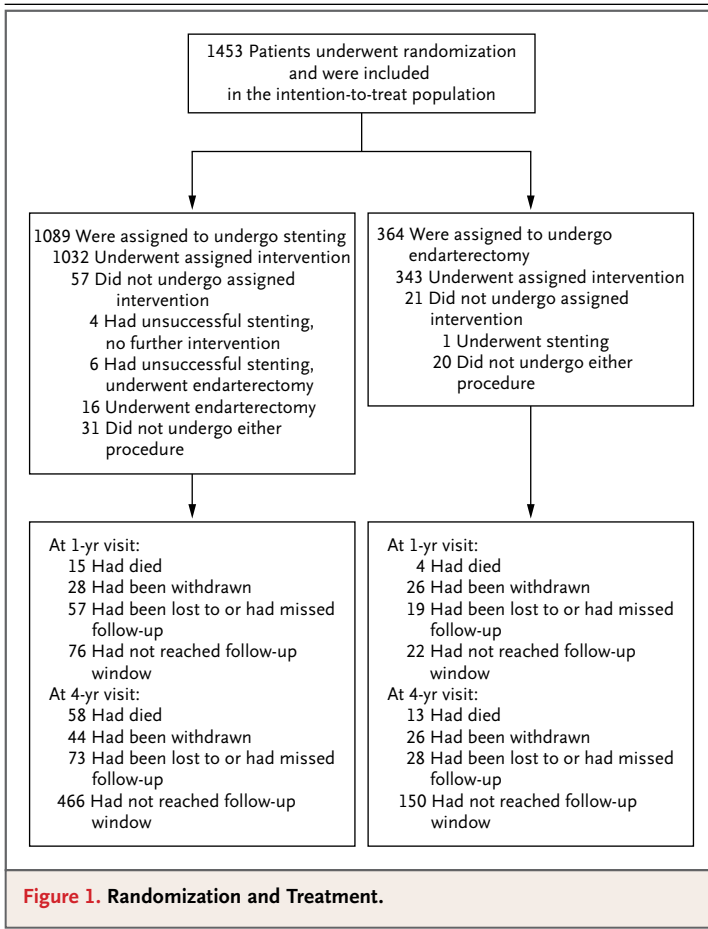 1453 Patients underwent randomization
and were included
in the intention-to-treat population
1089 Were assigned to undergo stenting
1032 Underwent assigned intervention
57 Did not undergo assigned
intervention
4 Had unsuccessful stenting,
no further intervention
6 Had unsuccessful stenting,
underwent endarterectomy
16 Underwent endarterectomy
31 Did not undergo either
procedure
364 Were assigned to undergo
endarterectomy
343 Underwent assigned intervention
21 Did not undergo assigned
intervention
1 Underwent stenting
20 Did not undergo either
procedure
At 1-yr visit:
15 Had died
28 Had been withdrawn
57 Had been lost to or had missed
follow-up
76 Had not reached follow-up
window
At 4-yr visit:
58 Had died
44 Had been withdrawn
73 Had been lost to or had missed
follow-up
466 Had not reached follow-up
window
At 1-yr visit:
4 Had died
26 Had been withdrawn
19 Had been lost to or had missed
follow-up
22 Had not reached follow-up
window
At 4-yr visit:
13 Had died
26 Had been withdrawn
28 Had been lost to or had missed
follow-up
150 Had not reached follow-up
window
Figure 1. Randomization and Treatment.